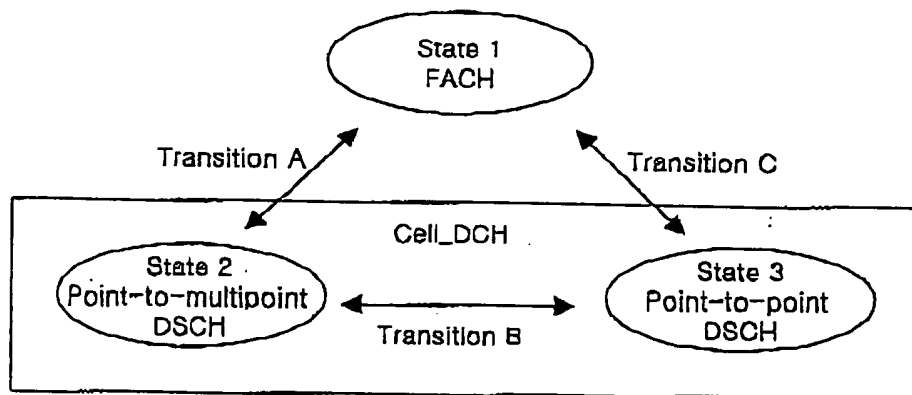 State 1
FACH
Transition A
Transition C
Cell_DCH
State 2
Point-to-multipoint
DSCH
Transition B
State 3
Point-to-point
DSCH